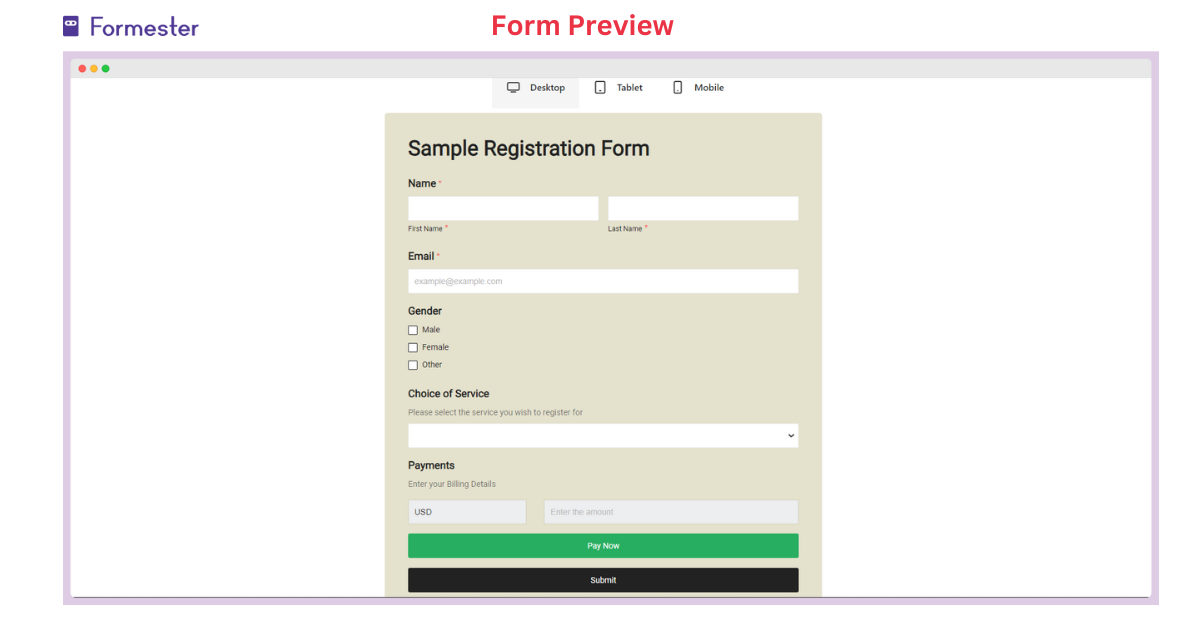 Formester
Form Preview
Desktop Tablet Mobile
Sample Registration Form
Name *
First Name * Last Name *
Email *
example@example.com
Gender
Male
Female
Other
Choice of Service
Please select the service you wish to register for
Payments
Enter your Billing Details
USD Enter the amount
Pay Now
Submit